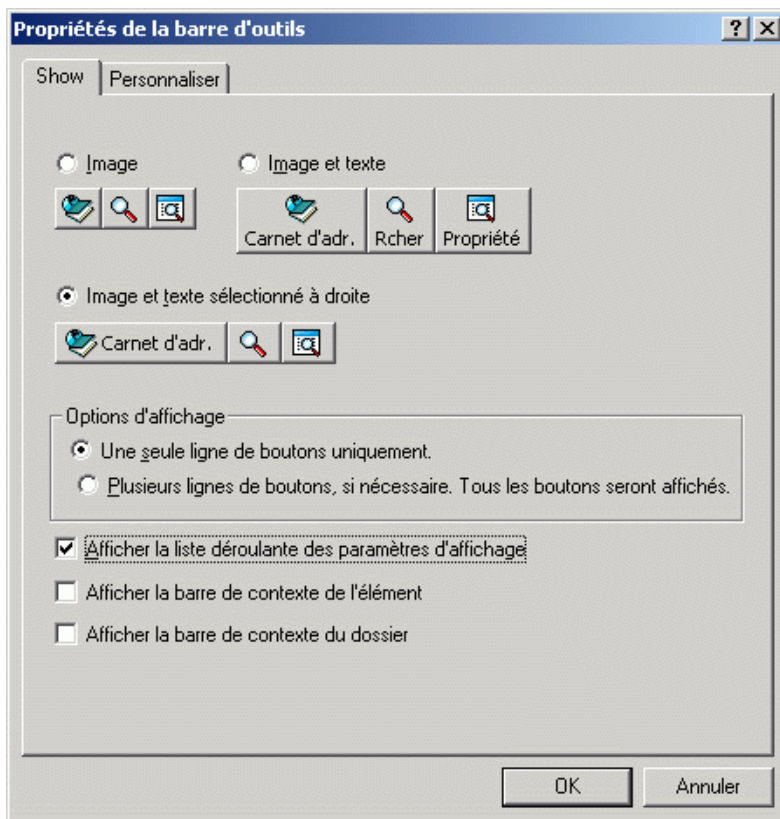 Propriétés de la barre d'outils
Show Personnaliser
Image Image et texte
Carnet d'adr. Rcher Propriété
Image et texte sélectionné à droite
Carnet d'adr.
Options d'affichage
Une seule ligne de boutons uniquement.
Plusieurs lignes de boutons, si nécessaire. Tous les boutons seront affichés.
Afficher la liste déroulante des paramètres d'affichage
Afficher la barre de contexte de l'élément
Afficher la barre de contexte du dossier
OK Annuler